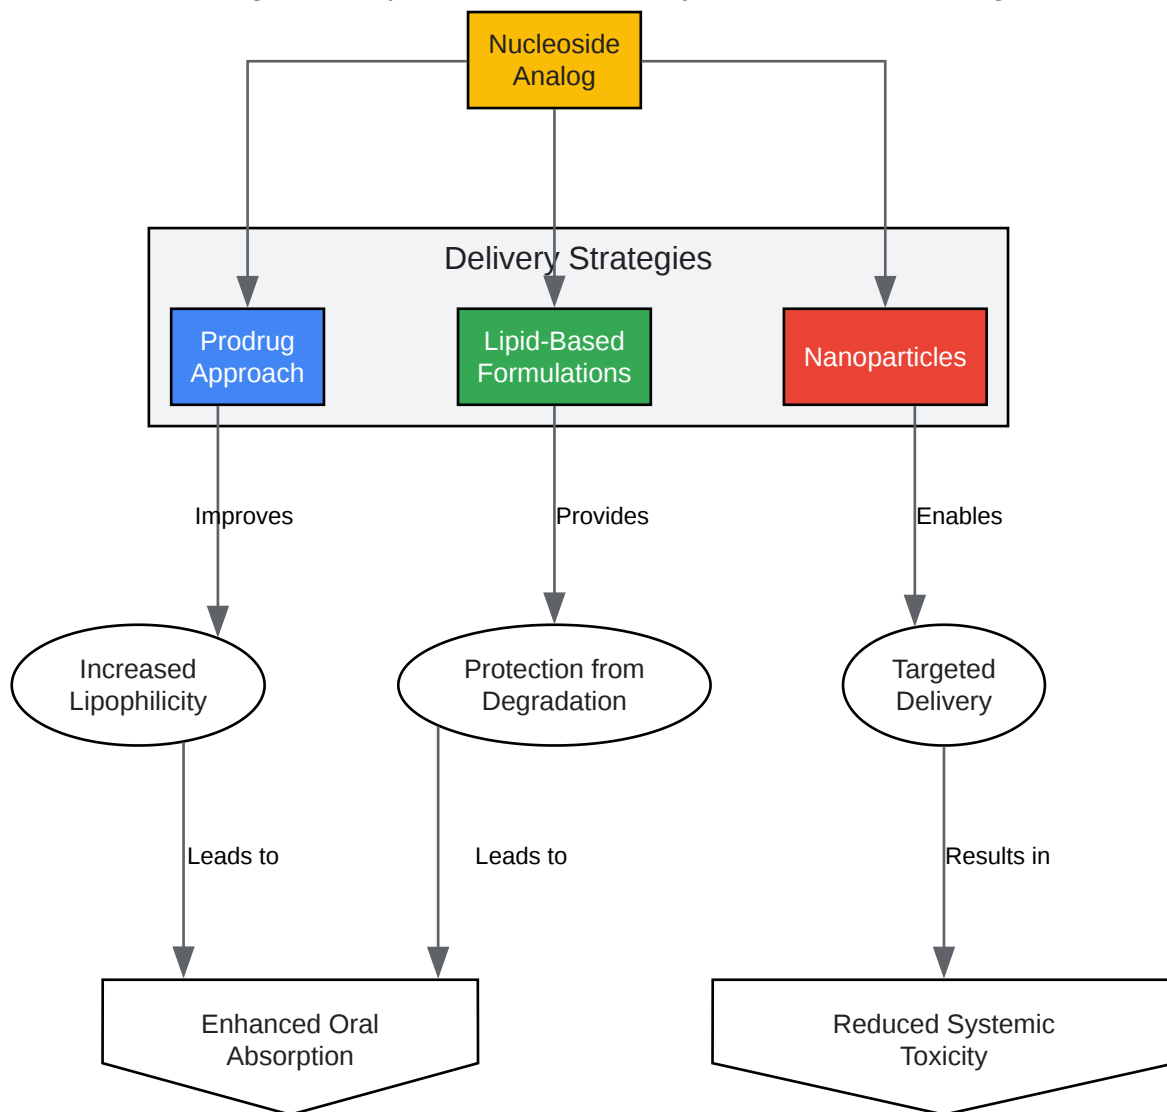 Nucleoside
Analog
Delivery Strategies
Prodrug
Approach
Lipid-Based
Formulations
Nanoparticles
Improves
Provides
Enables
Increased
Lipophilicity
Protection from
Degradation
Targeted
Delivery
Leads to
Leads to
Results in
Enhanced Oral
Absorption
Reduced Systemic
Toxicity